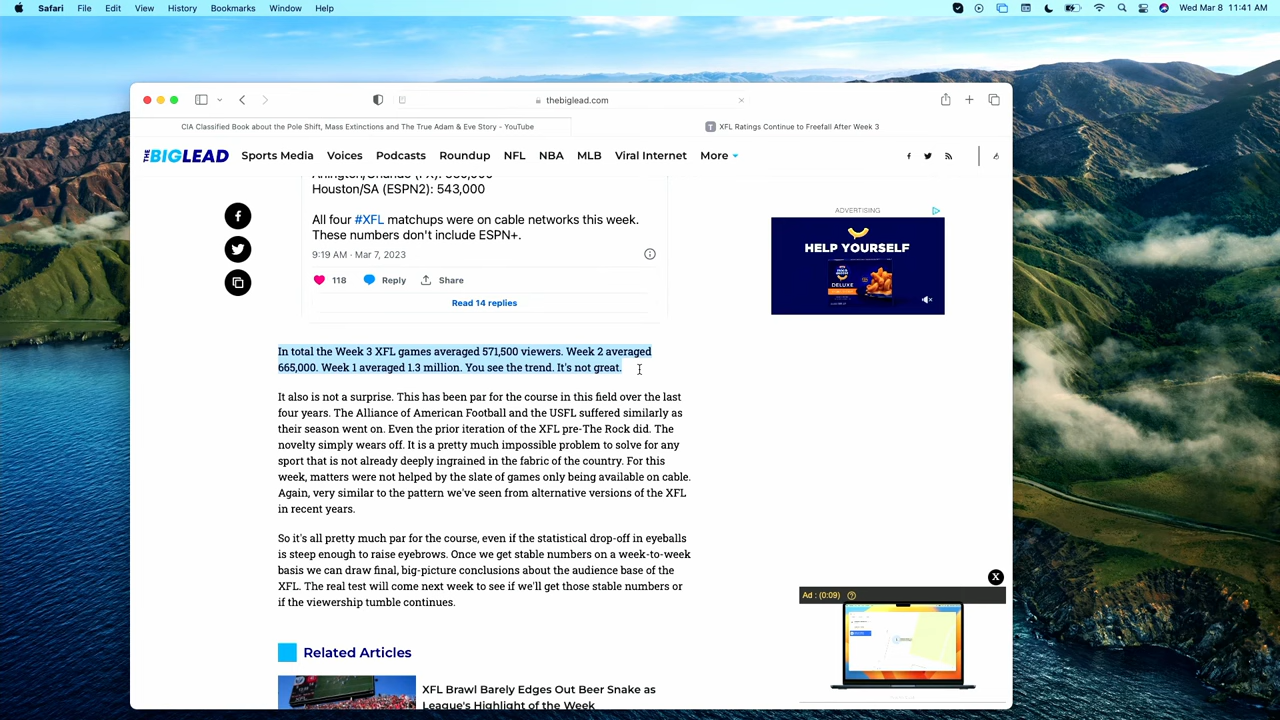 Safari File Edit View History Bookmarks Window Help Wed Mar 8 11:41 AM
thebiglead.com
CIA Classified Book about the Pole Shift, Mass Extinctions and The True Adam & Eve Story - YouTube
T XFL Ratings Continue to Freefall After Week 3
THE BIGLEAD Sports Media Voices Podcasts Roundup NFL NBA MLB Viral Internet More
Houston/SA (ESPN2): 543,000
All four #XFL matchups were on cable networks this week.
These numbers don't include ESPN+.
9:19 AM · Mar 7, 2023
118 Reply Share
Read 14 replies
ADVERTISING
HELP YOURSELF
DELUXE
In total the Week 3 XFL games averaged 571,500 viewers. Week 2 averaged
665,000. Week 1 averaged 1.3 million. You see the trend. It's not great.
It also is not a surprise. This has been par for the course in this field over the last
four years. The Alliance of American Football and the USFL suffered similarly as
their season went on. Even the prior iteration of the XFL pre-The Rock did. The
novelty simply wears off. It is a pretty much impossible problem to solve for any
sport that is not already deeply ingrained in the fabric of the country. For this
week, matters were not helped by the slate of games only being available on cable.
Again, very similar to the pattern we've seen from alternative versions of the XFL
in recent years.
So it's all pretty much par for the course, even if the statistical drop-off in eyeballs
is steep enough to raise eyebrows. Once we get stable numbers on a week-to-week
basis we can draw final, big-picture conclusions about the audience base of the
XFL. The real test will come next week to see if we'll get those stable numbers or
if the viewership tumble continues.
X
Ad : (0:09) ?
Related Articles
XFL Brawl Barely Edges Out Beer Snake as
League's Highlight of the Week